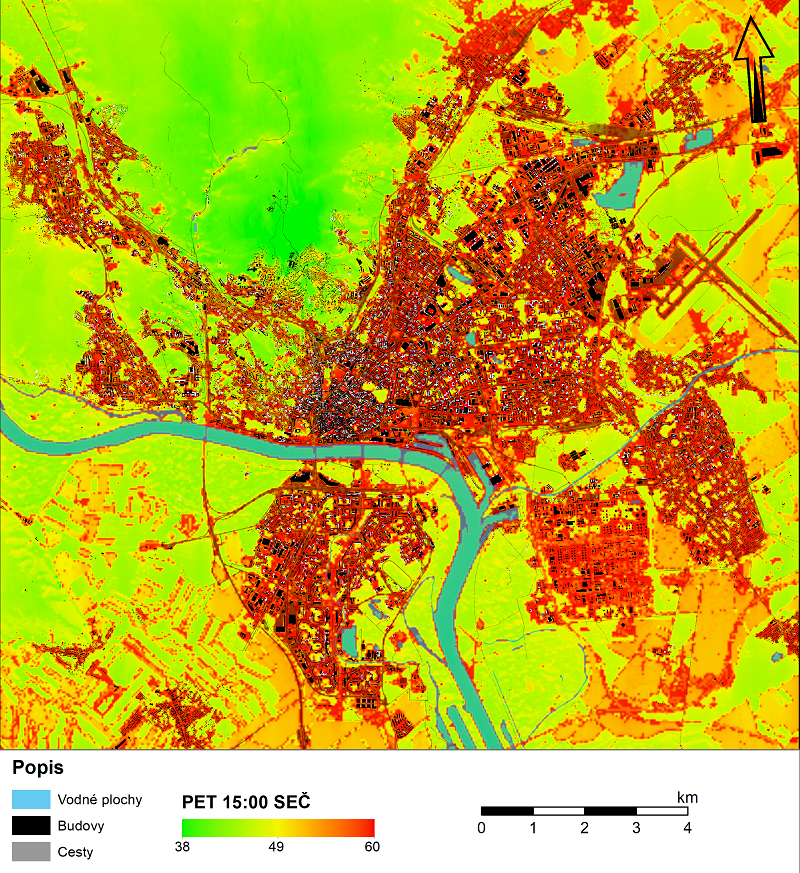 Popis
Vodné plochy
Budovy
Cesty
PET 15:00 SEČ
38 49 60
km
0 1 2 3 4